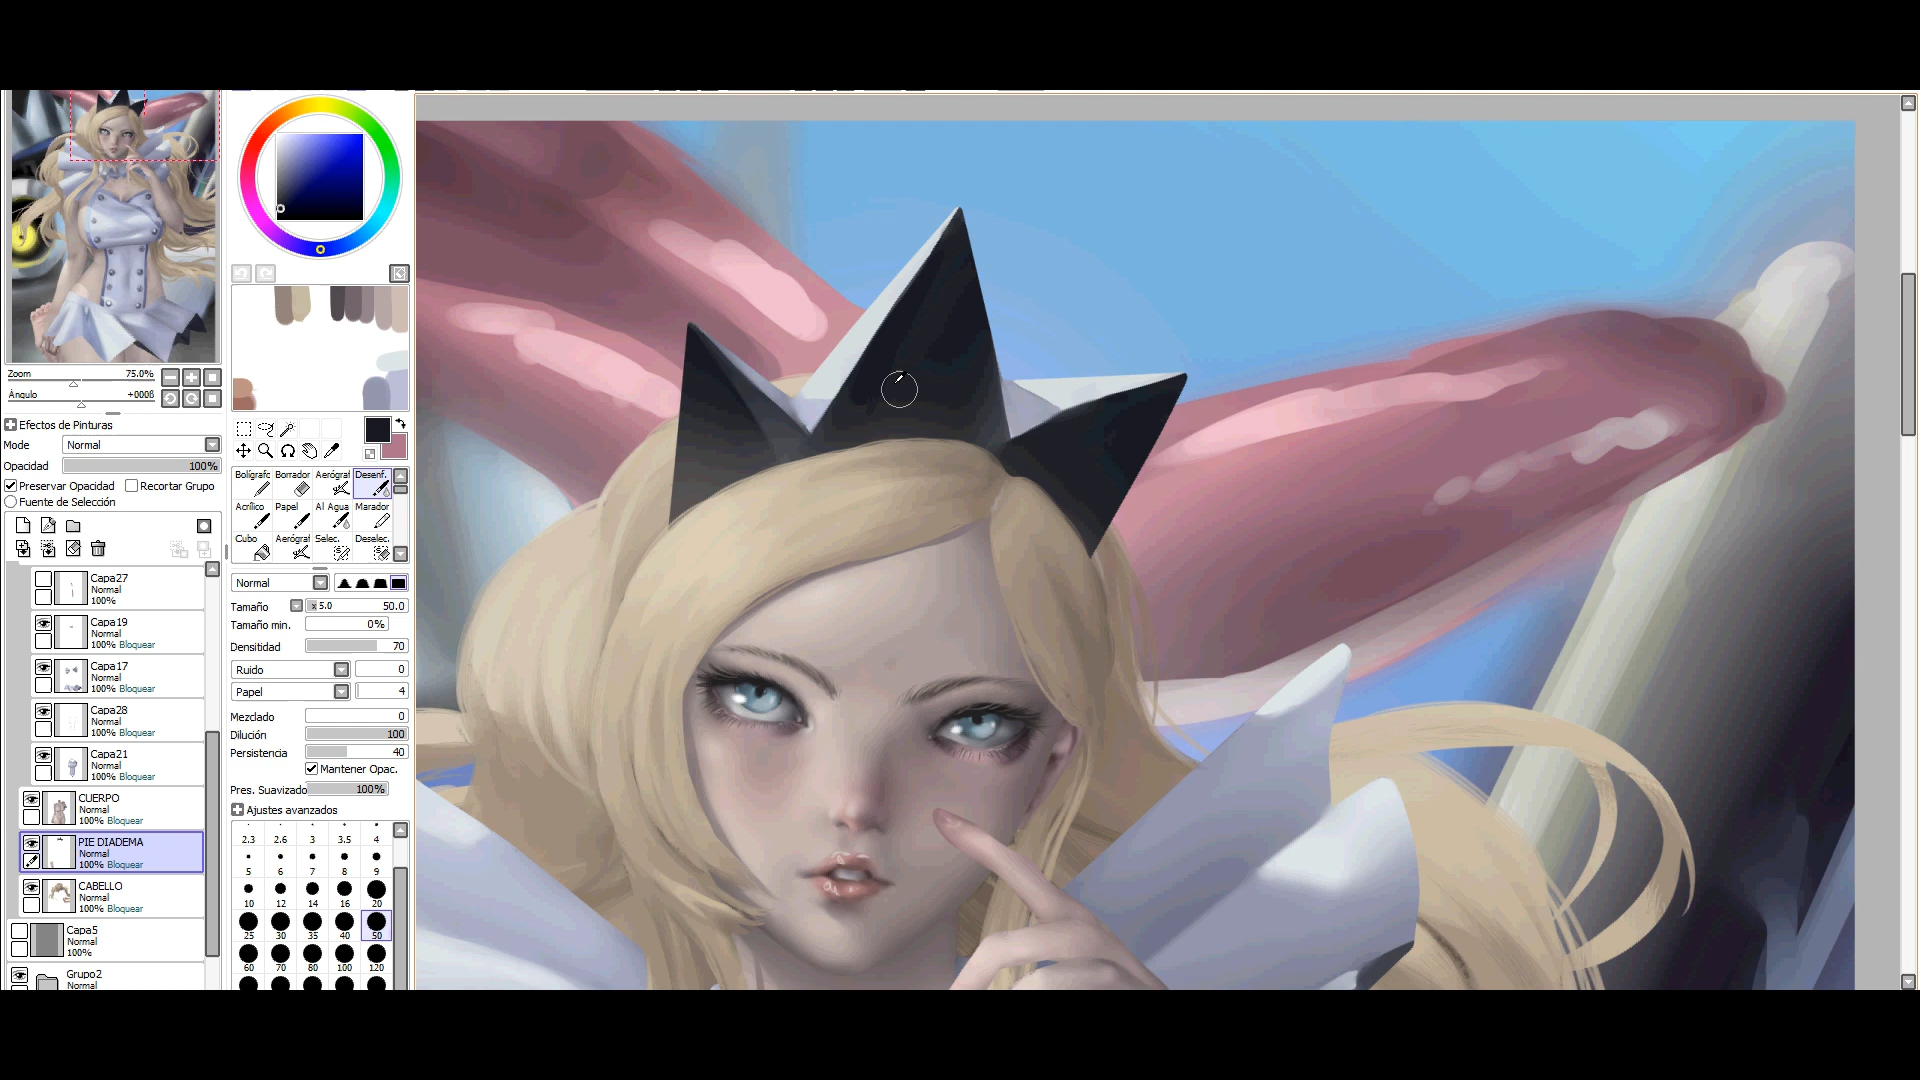 Zoom 75.0%
Ángulo +000ß
Efectos de Pinturas
Mode Normal
Opacidad 100%
Preservar Opacidad Recortar Grupo
Fuente de Selección
Capa27
Normal
100%
Capa19
Normal
100% Bloquear
Capa17
Normal
100% Bloquear
Capa28
Normal
100% Bloquear
Capa21
Normal
100% Bloquear
CUERPO
Normal
100% Bloquear
PIE DIADEMA
Normal
100% Bloquear
CABELLO
Normal
100% Bloquear
Capa5
Normal
100%
Grupo2
Normal
Bolígrafo Borrador Aerógraf Desenf.
Acrílico Papel Al Agua Marador
Cubo Aerógraf Selec. Deselec.
Normal
Tamaño x 5.0 50.0
Tamaño min. 0%
Densitidad 70
Ruido 0
Papel 4
Mezclado 0
Dilución 100
Persistencia 40
Mantener Opac.
Pres. Suavizado 100%
Ajustes avanzados
2.3 2.6 3 3.5 4
5 6 7 8 9
10 12 14 16 20
25 30 35 40 50
60 70 80 100 120